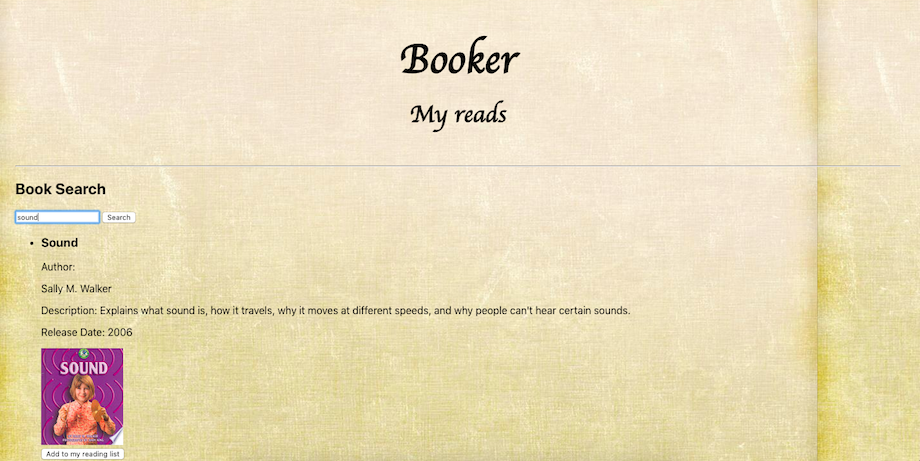 Booker
My reads
Book Search
sound
Search
Sound
Author:
Sally M. Walker
Description: Explains what sound is, how it travels, why it moves at different speeds, and why people can't hear certain sounds.
Release Date: 2006
SOUND
Add to my reading list